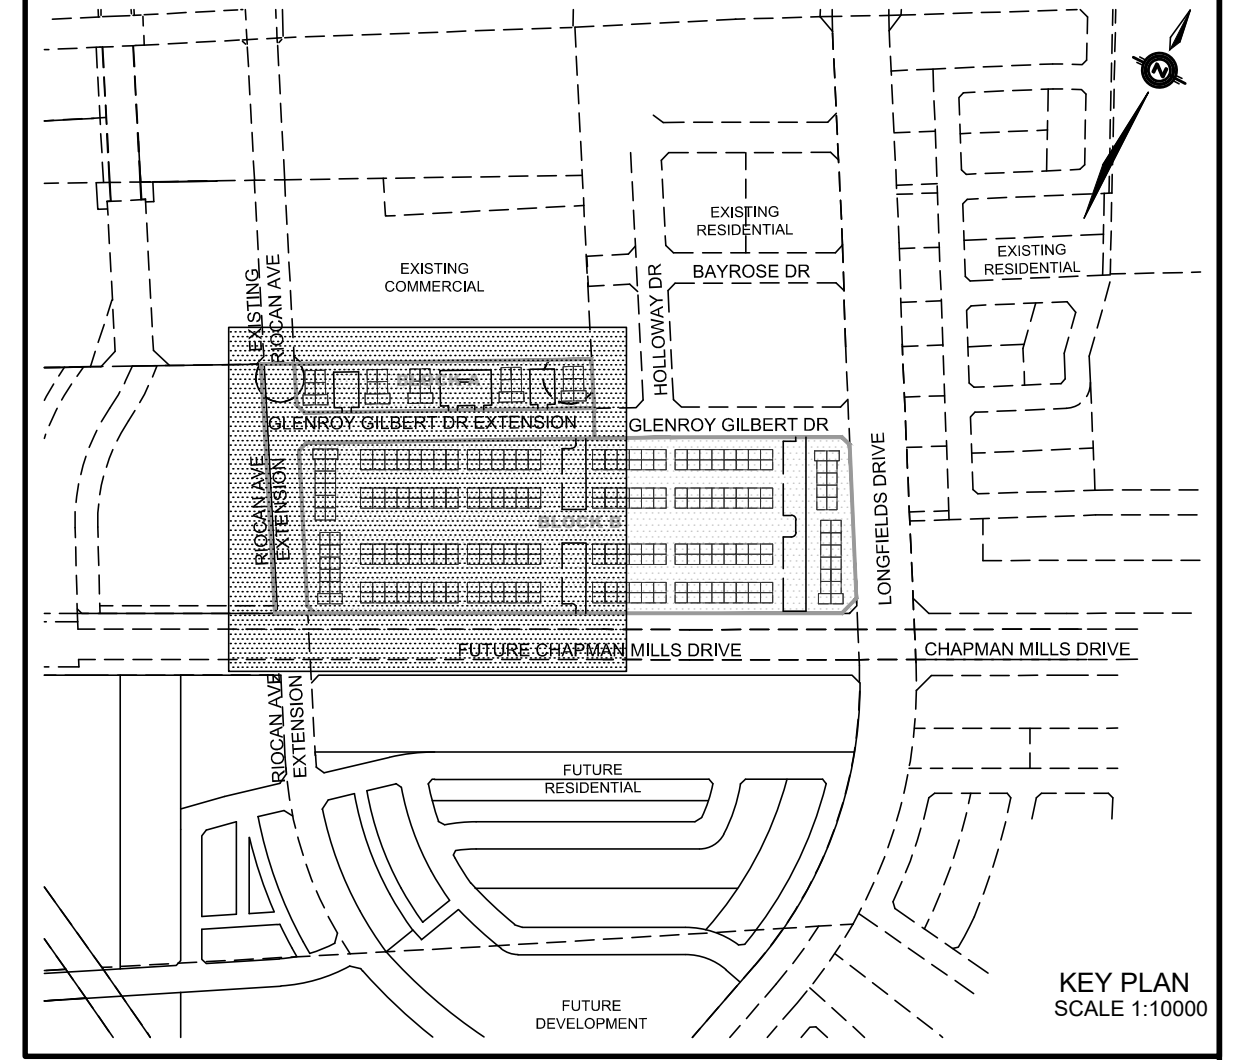 N
EXISTING
RESIDENTIAL
EXISTING
RESIDENTIAL
BAYROSE DR
EXISTING
COMMERCIAL
EXISTING
RIOCAN AVE
HOLLOWAY DR
BLOCK A
GLENROY GILBERT DR EXTENSION
GLENROY GILBERT DR
RIOCAN AVE
EXTENSION
BLOCK B
LONGFIELDS DRIVE
FUTURE CHAPMAN MILLS DRIVE
CHAPMAN MILLS DRIVE
RIOCAN AVE
EXTENSION
FUTURE
RESIDENTIAL
FUTURE
DEVELOPMENT
KEY PLAN
SCALE 1:10000